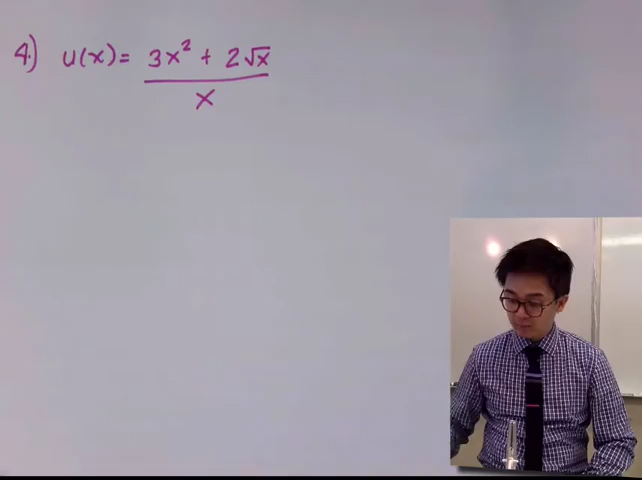 4.) u(x) = 3x² + 2√x
x